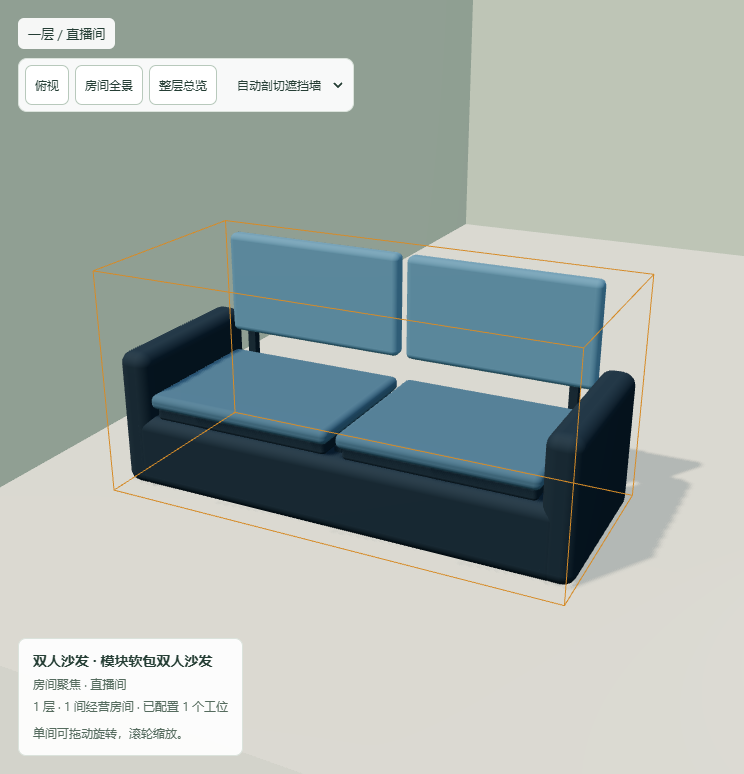 一层 / 直播间
俯视 房间全景 整层总览 自动剖切遮挡墙
双人沙发 · 模块软包双人沙发
房间聚焦 · 直播间
1 层 · 1 间经营房间 · 已配置 1 个工位
单间可拖动旋转，滚轮缩放。